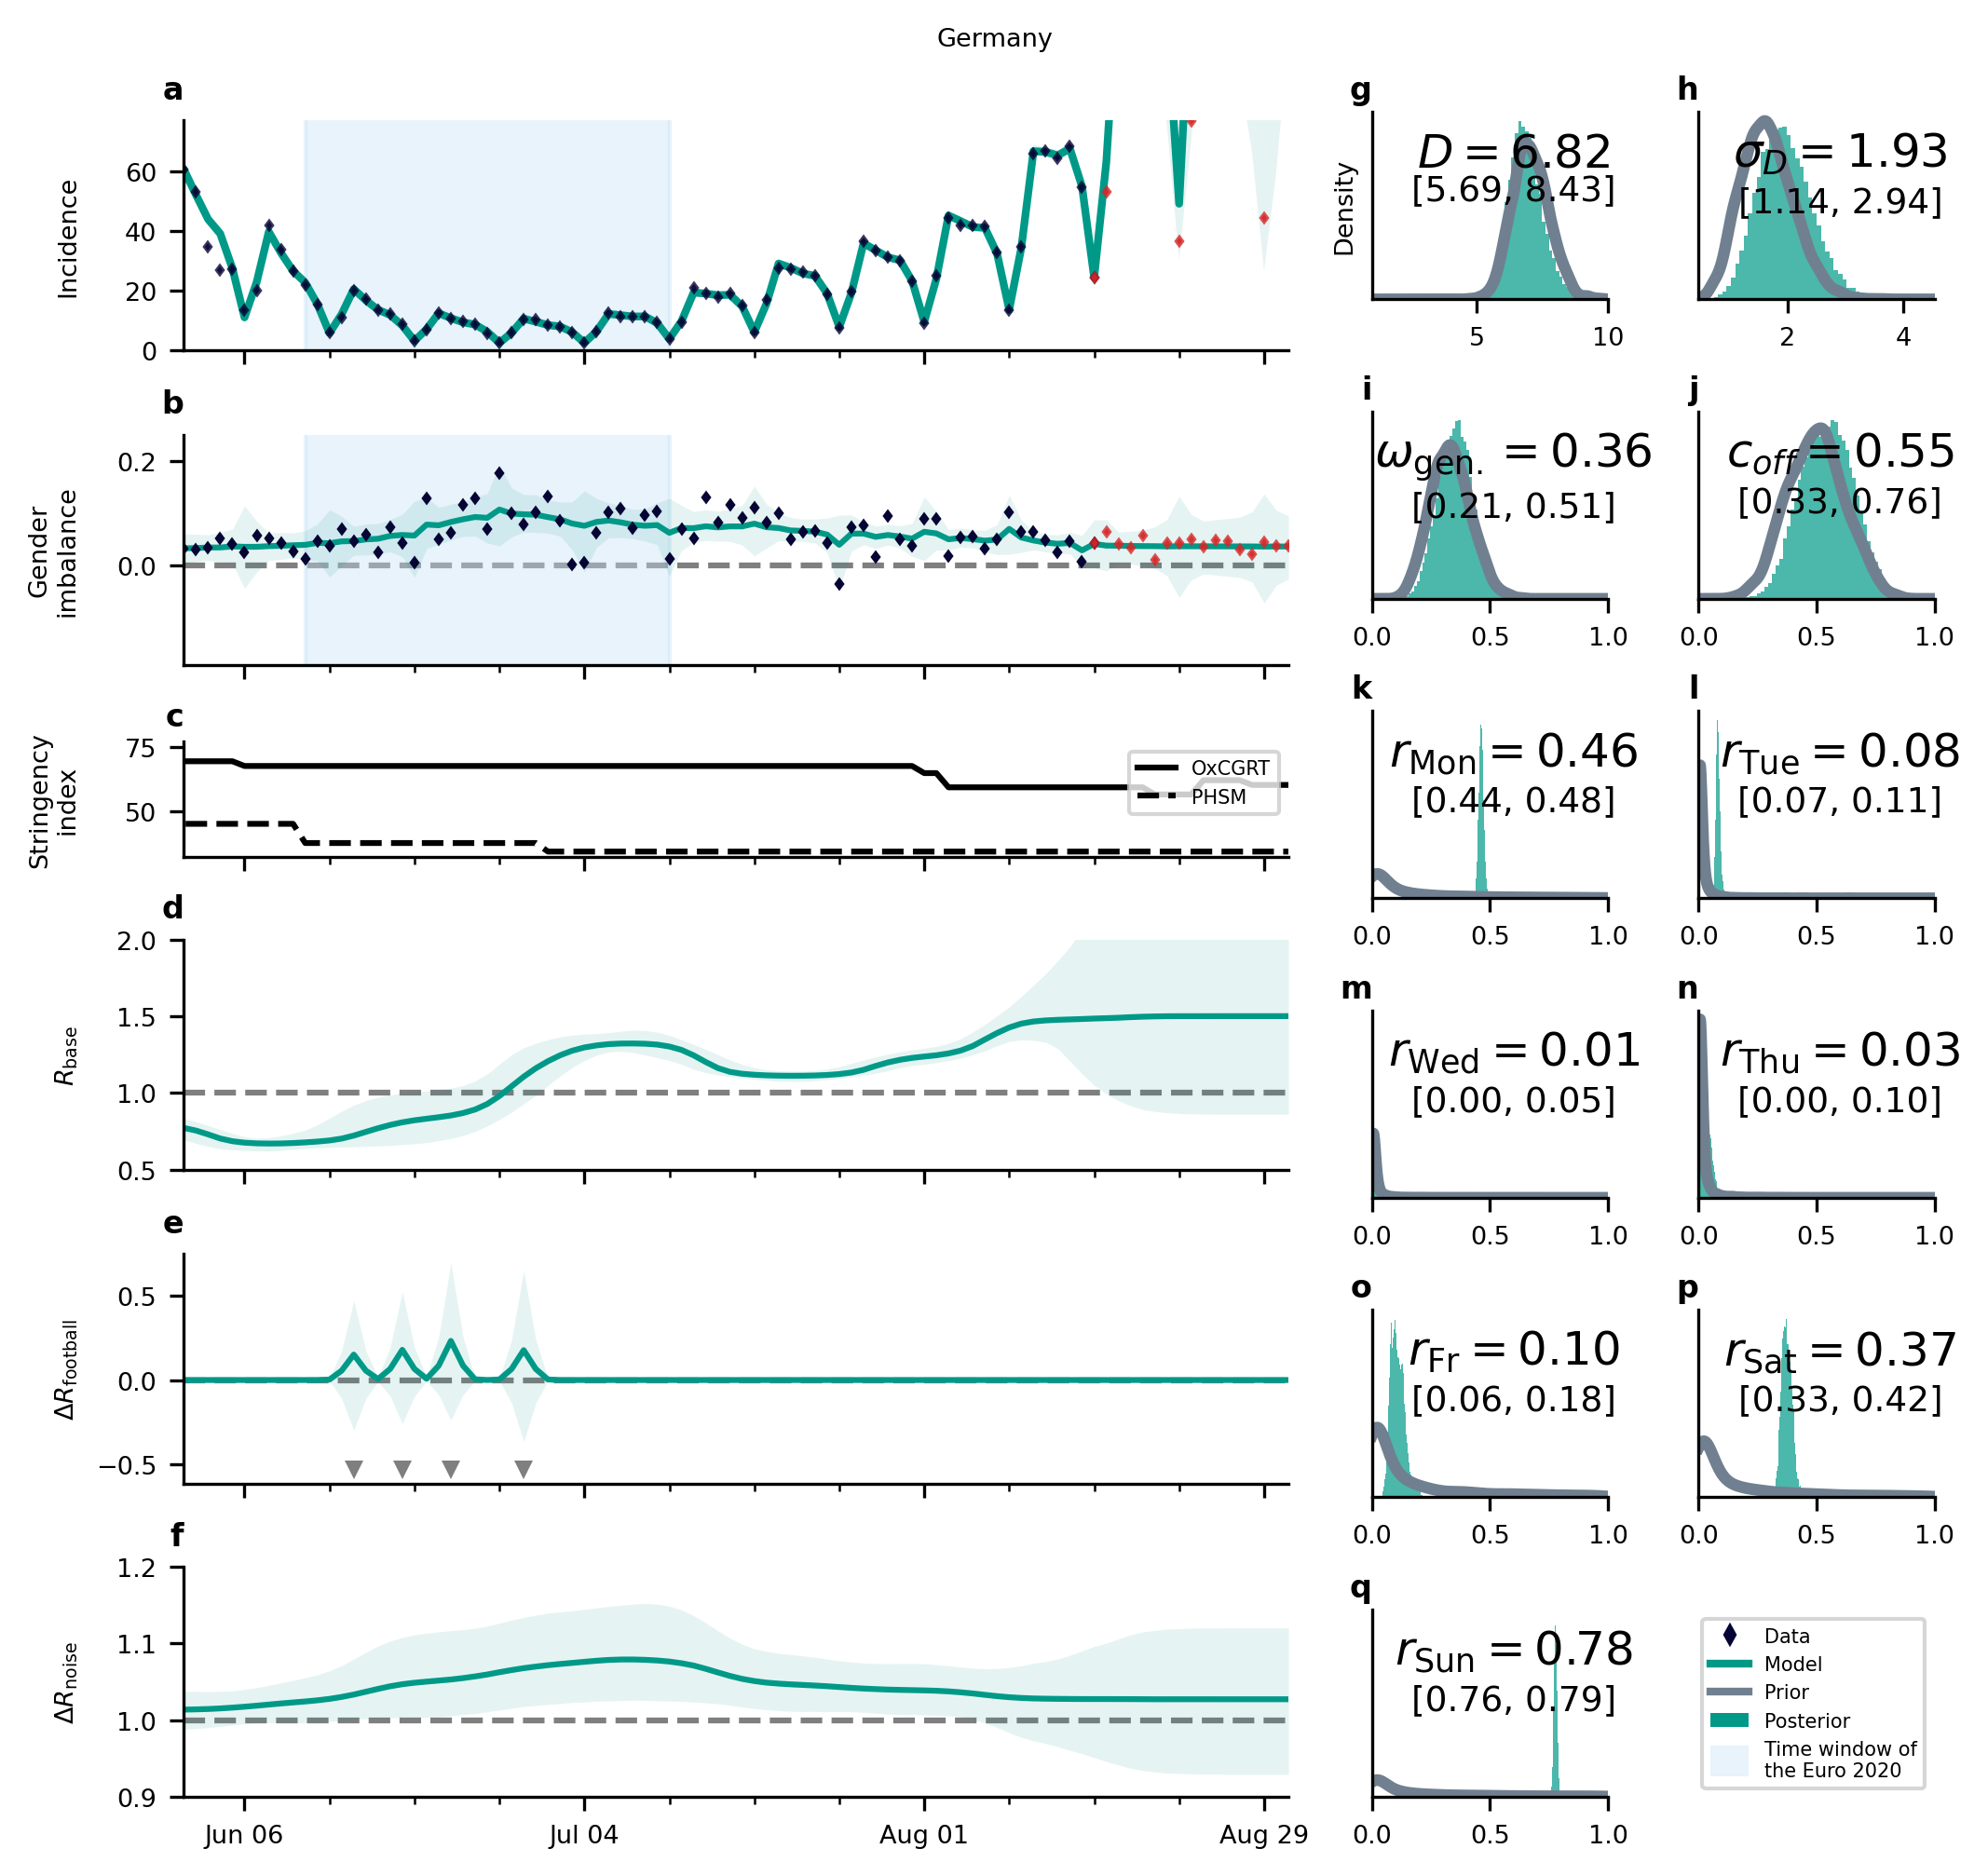 Germany
a
Incidence
60
40
20
0
b
Gender
imbalance
0.2
0.0
c
Stringency
index
75
50
OxCGRT
PHSM
d
R_base
2.0
1.5
1.0
0.5
e
ΔR_football
0.5
0.0
−0.5
f
ΔR_noise
1.2
1.1
1.0
0.9
Jun 06
Jul 04
Aug 01
Aug 29
g
Density
D = 6.82
[5.69, 8.43]
5
10
h
σ_D = 1.93
[1.14, 2.94]
2
4
i
ω_gen. = 0.36
[0.21, 0.51]
0.0
0.5
1.0
j
c_off = 0.55
[0.33, 0.76]
0.0
0.5
1.0
k
r_Mon = 0.46
[0.44, 0.48]
0.0
0.5
1.0
l
r_Tue = 0.08
[0.07, 0.11]
0.0
0.5
1.0
m
r_Wed = 0.01
[0.00, 0.05]
0.0
0.5
1.0
n
r_Thu = 0.03
[0.00, 0.10]
0.0
0.5
1.0
o
r_Fr = 0.10
[0.06, 0.18]
0.0
0.5
1.0
p
r_Sat = 0.37
[0.33, 0.42]
0.0
0.5
1.0
q
r_Sun = 0.78
[0.76, 0.79]
0.0
0.5
1.0
Data
Model
Prior
Posterior
Time window of
the Euro 2020